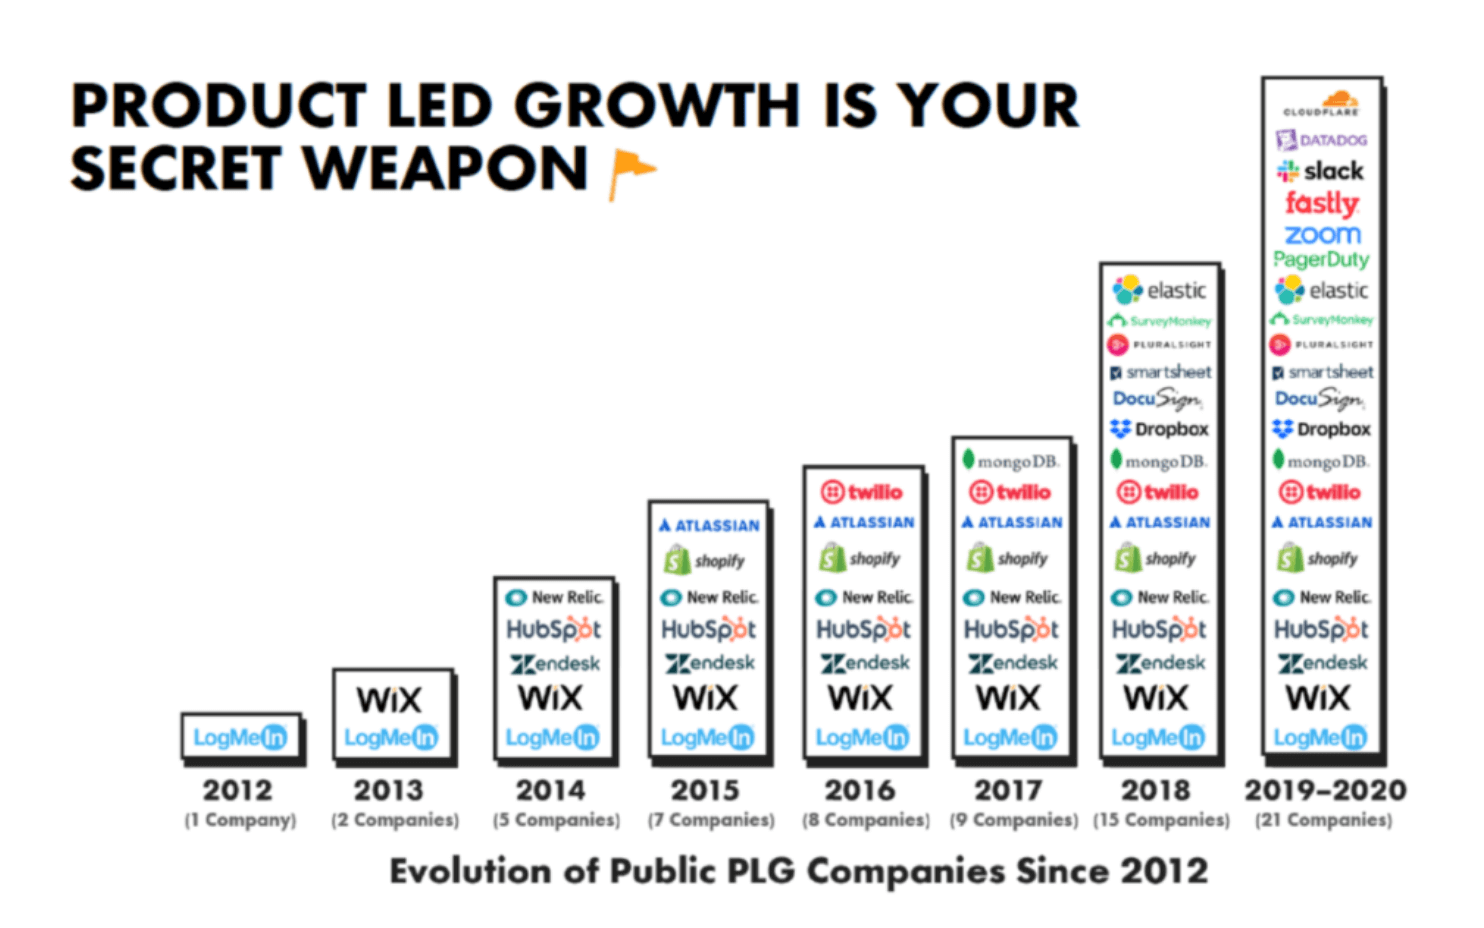 PRODUCT LED GROWTH IS YOUR
SECRET WEAPON
LogMeIn
2012
(1 Company)
WiX
LogMeIn
2013
(2 Companies)
New Relic.
HubSpot
Zendesk
WiX
LogMeIn
2014
(5 Companies)
ATLASSIAN
shopify
New Relic.
HubSpot
Zendesk
WiX
LogMeIn
2015
(7 Companies)
twilio
ATLASSIAN
shopify
New Relic.
HubSpot
Zendesk
WiX
LogMeIn
2016
(8 Companies)
mongoDB.
twilio
ATLASSIAN
shopify
New Relic.
HubSpot
Zendesk
WiX
LogMeIn
2017
(9 Companies)
elastic
SurveyMonkey
PLURALSIGHT
smartsheet
DocuSign
Dropbox
mongoDB.
twilio
ATLASSIAN
shopify
New Relic.
HubSpot
Zendesk
WiX
LogMeIn
2018
(15 Companies)
CLOUDFLARE
DATADOG
slack
fastly
zoom
PagerDuty
elastic
SurveyMonkey
PLURALSIGHT
smartsheet
DocuSign
Dropbox
mongoDB.
twilio
ATLASSIAN
shopify
New Relic.
HubSpot
Zendesk
WiX
LogMeIn
2019–2020
(21 Companies)
Evolution of Public PLG Companies Since 2012